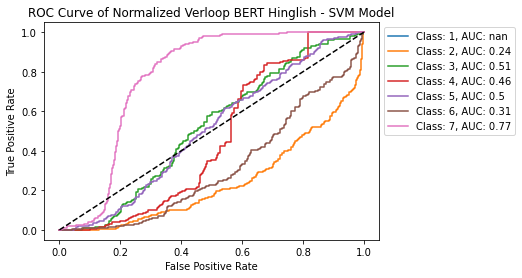 ROC Curve of Normalized Verloop BERT Hinglish - SVM Model
1.0
0.8
0.6
0.4
0.2
0.0
True Positive Rate
0.0 0.2 0.4 0.6 0.8 1.0
False Positive Rate
Class: 1, AUC: nan
Class: 2, AUC: 0.24
Class: 3, AUC: 0.51
Class: 4, AUC: 0.46
Class: 5, AUC: 0.5
Class: 6, AUC: 0.31
Class: 7, AUC: 0.77